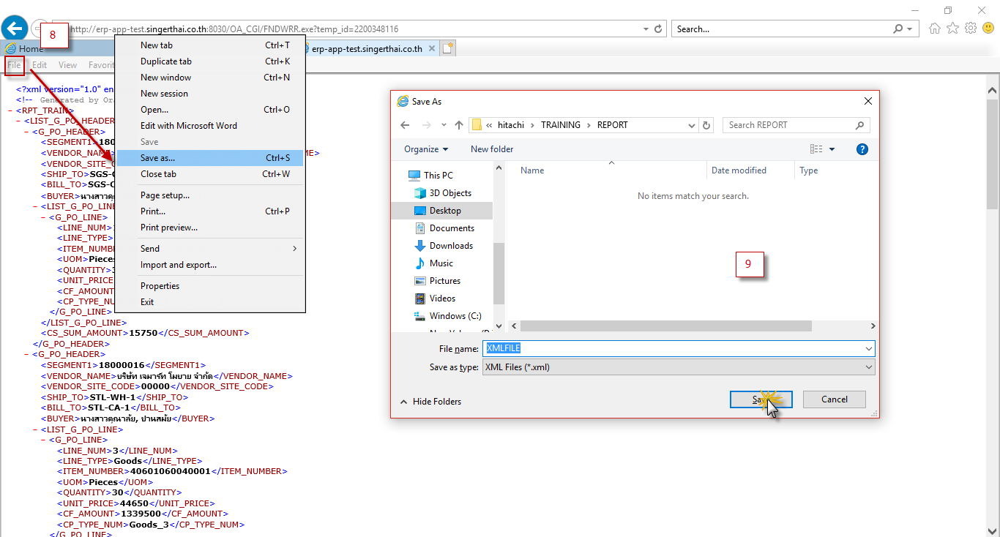 http://erp-app-test.singerthai.co.th:8030/OA_CGI/FNDWRR.exe?temp_id=2200348116
Search...
8
Home
erp-app-test.singerthai.co.th
File Edit View Favorit
New tab Ctrl+T
Duplicate tab Ctrl+K
New window Ctrl+N
New session
Open... Ctrl+O
Edit with Microsoft Word
Save
Save as... Ctrl+S
Close tab Ctrl+W
Page setup...
Print... Ctrl+P
Print preview...
Send
Import and export...
Properties
Exit
<?xml version="1.0" en
<!-- Generated by Ora
- <RPT_TRAIN>
- <LIST_G_PO_HEADER
- <G_PO_HEADER>
<SEGMENT1>180
<VENDOR_NAME> ME>
<VENDOR_SITE_C
<SHIP_TO>SGS-C
<BILL_TO>SGS-C
<BUYER>นางสาวดุณ
- <LIST_G_PO_LINE
- <G_PO_LINE>
<LINE_NUM>
<LINE_TYPE>
<ITEM_NUMB
<UOM>Pieces
<QUANTITY>
<UNIT_PRICE
<CF_AMOUNT
<CP_TYPE_NU
</G_PO_LINE>
</LIST_G_PO_LINE>
<CS_SUM_AMOUNT>15750</CS_SUM_AMOUNT>
</G_PO_HEADER>
- <G_PO_HEADER>
<SEGMENT1>18000016</SEGMENT1>
<VENDOR_NAME>บริษัท เจมาร์ท โมบาย จำกัด</VENDOR_NAME>
<VENDOR_SITE_CODE>00000</VENDOR_SITE_CODE>
<SHIP_TO>STL-WH-1</SHIP_TO>
<BILL_TO>STL-CA-1</BILL_TO>
<BUYER>นางสาวดุณาลัย, ปานสมัย</BUYER>
- <LIST_G_PO_LINE>
- <G_PO_LINE>
<LINE_NUM>3</LINE_NUM>
<LINE_TYPE>Goods</LINE_TYPE>
<ITEM_NUMBER>40601060040001</ITEM_NUMBER>
<UOM>Pieces</UOM>
<QUANTITY>30</QUANTITY>
<UNIT_PRICE>44650</UNIT_PRICE>
<CF_AMOUNT>1339500</CF_AMOUNT>
<CP_TYPE_NUM>Goods_3</CP_TYPE_NUM>
</G_PO_LINE>
Save As
« hitachi › TRAINING › REPORT
Search REPORT
Organize New folder
This PC
3D Objects
Desktop
Documents
Downloads
Music
Pictures
Videos
Windows (C:)
Name Date modified Type
No items match your search.
9
File name: XMLFILE
Save as type: XML Files (*.xml)
Hide Folders
Save Cancel